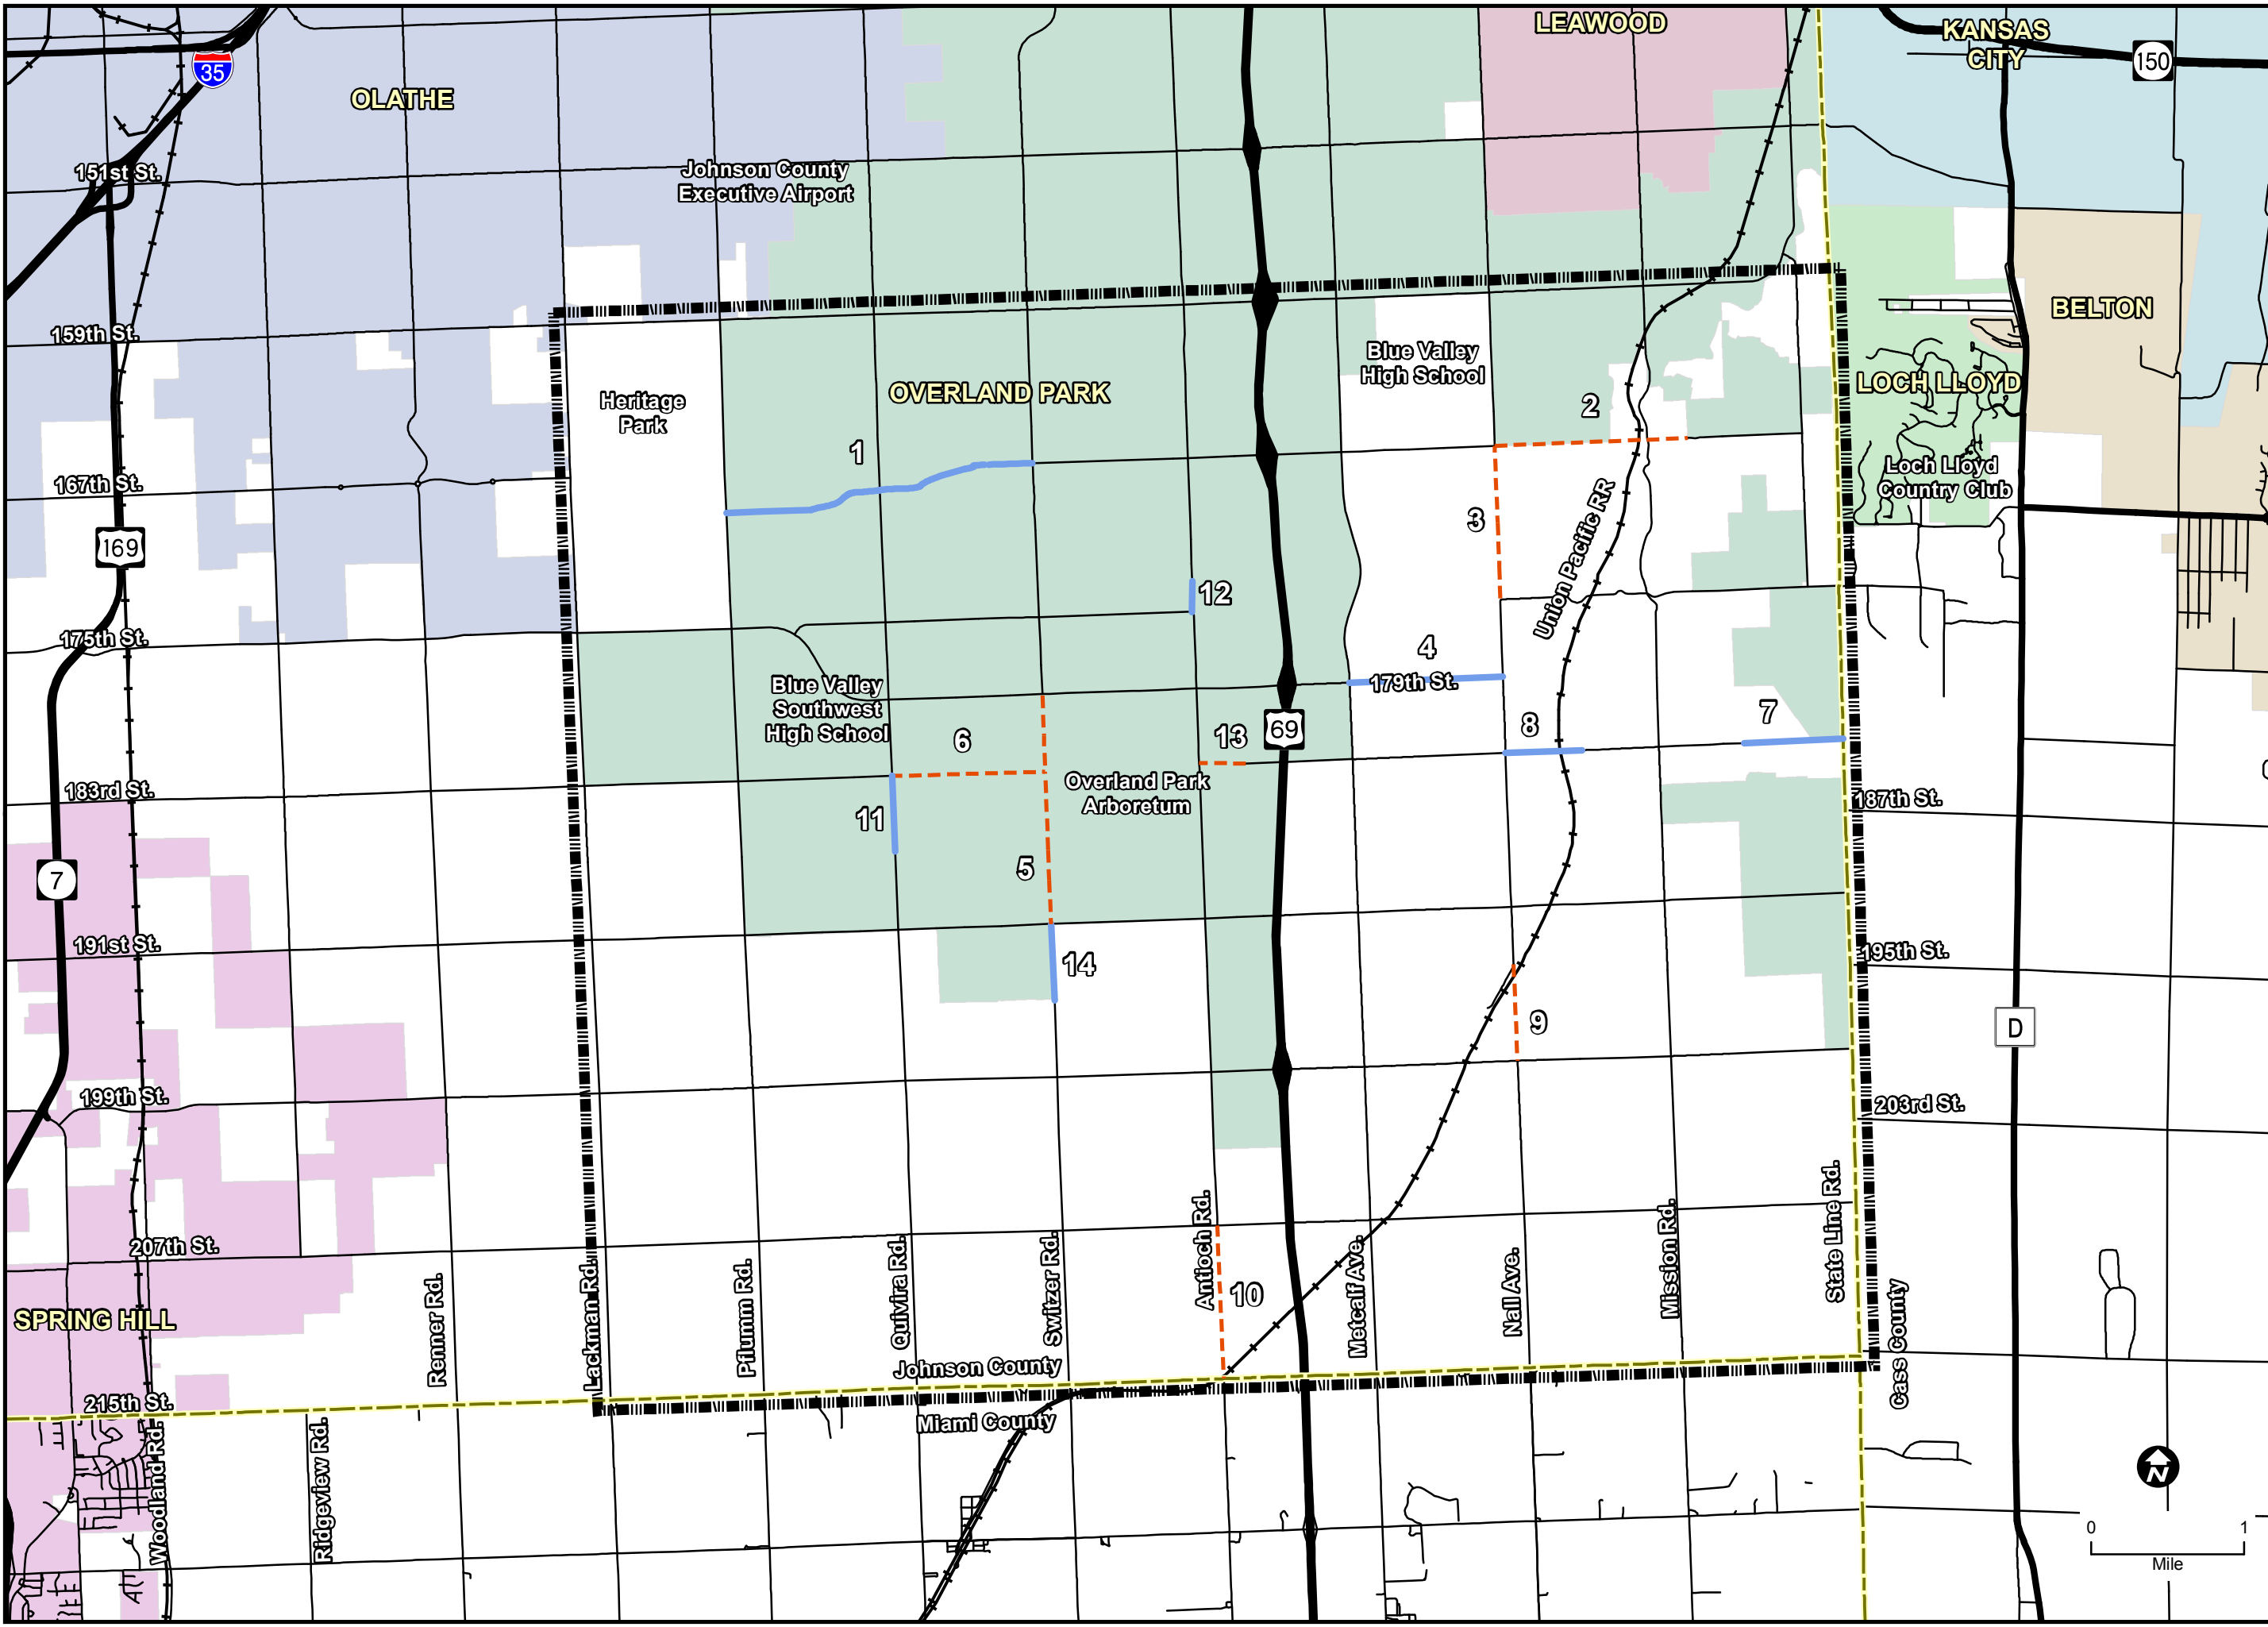 LEAWOOD
KANSAS
CITY
150
35
OLATHE
151st St.
Johnson County
Executive Airport
159th St.
BELTON
Blue Valley
High School
Heritage
Park
OVERLAND PARK
LOCH LLOYD
2
1
Loch Lloyd
Country Club
167th St.
3
Union Pacific RR
169
12
175th St.
4
179th St.
Blue Valley
Southwest
High School
69
7
8
6
13
183rd St.
Overland Park
Arboretum
187th St.
11
5
7
191st St.
195th St.
14
9
D
199th St.
203rd St.
207th St.
10
SPRING HILL
Renner Rd.
Lackman Rd.
Pflumm Rd.
Quivira Rd.
Switzer Rd.
Antioch Rd.
Metcalf Ave.
Nall Ave.
Mission Rd.
State Line Rd.
Cass County
Johnson County
Miami County
215th St.
Woodland Rd.
Ridgeview Rd.
N
0 1
Mile